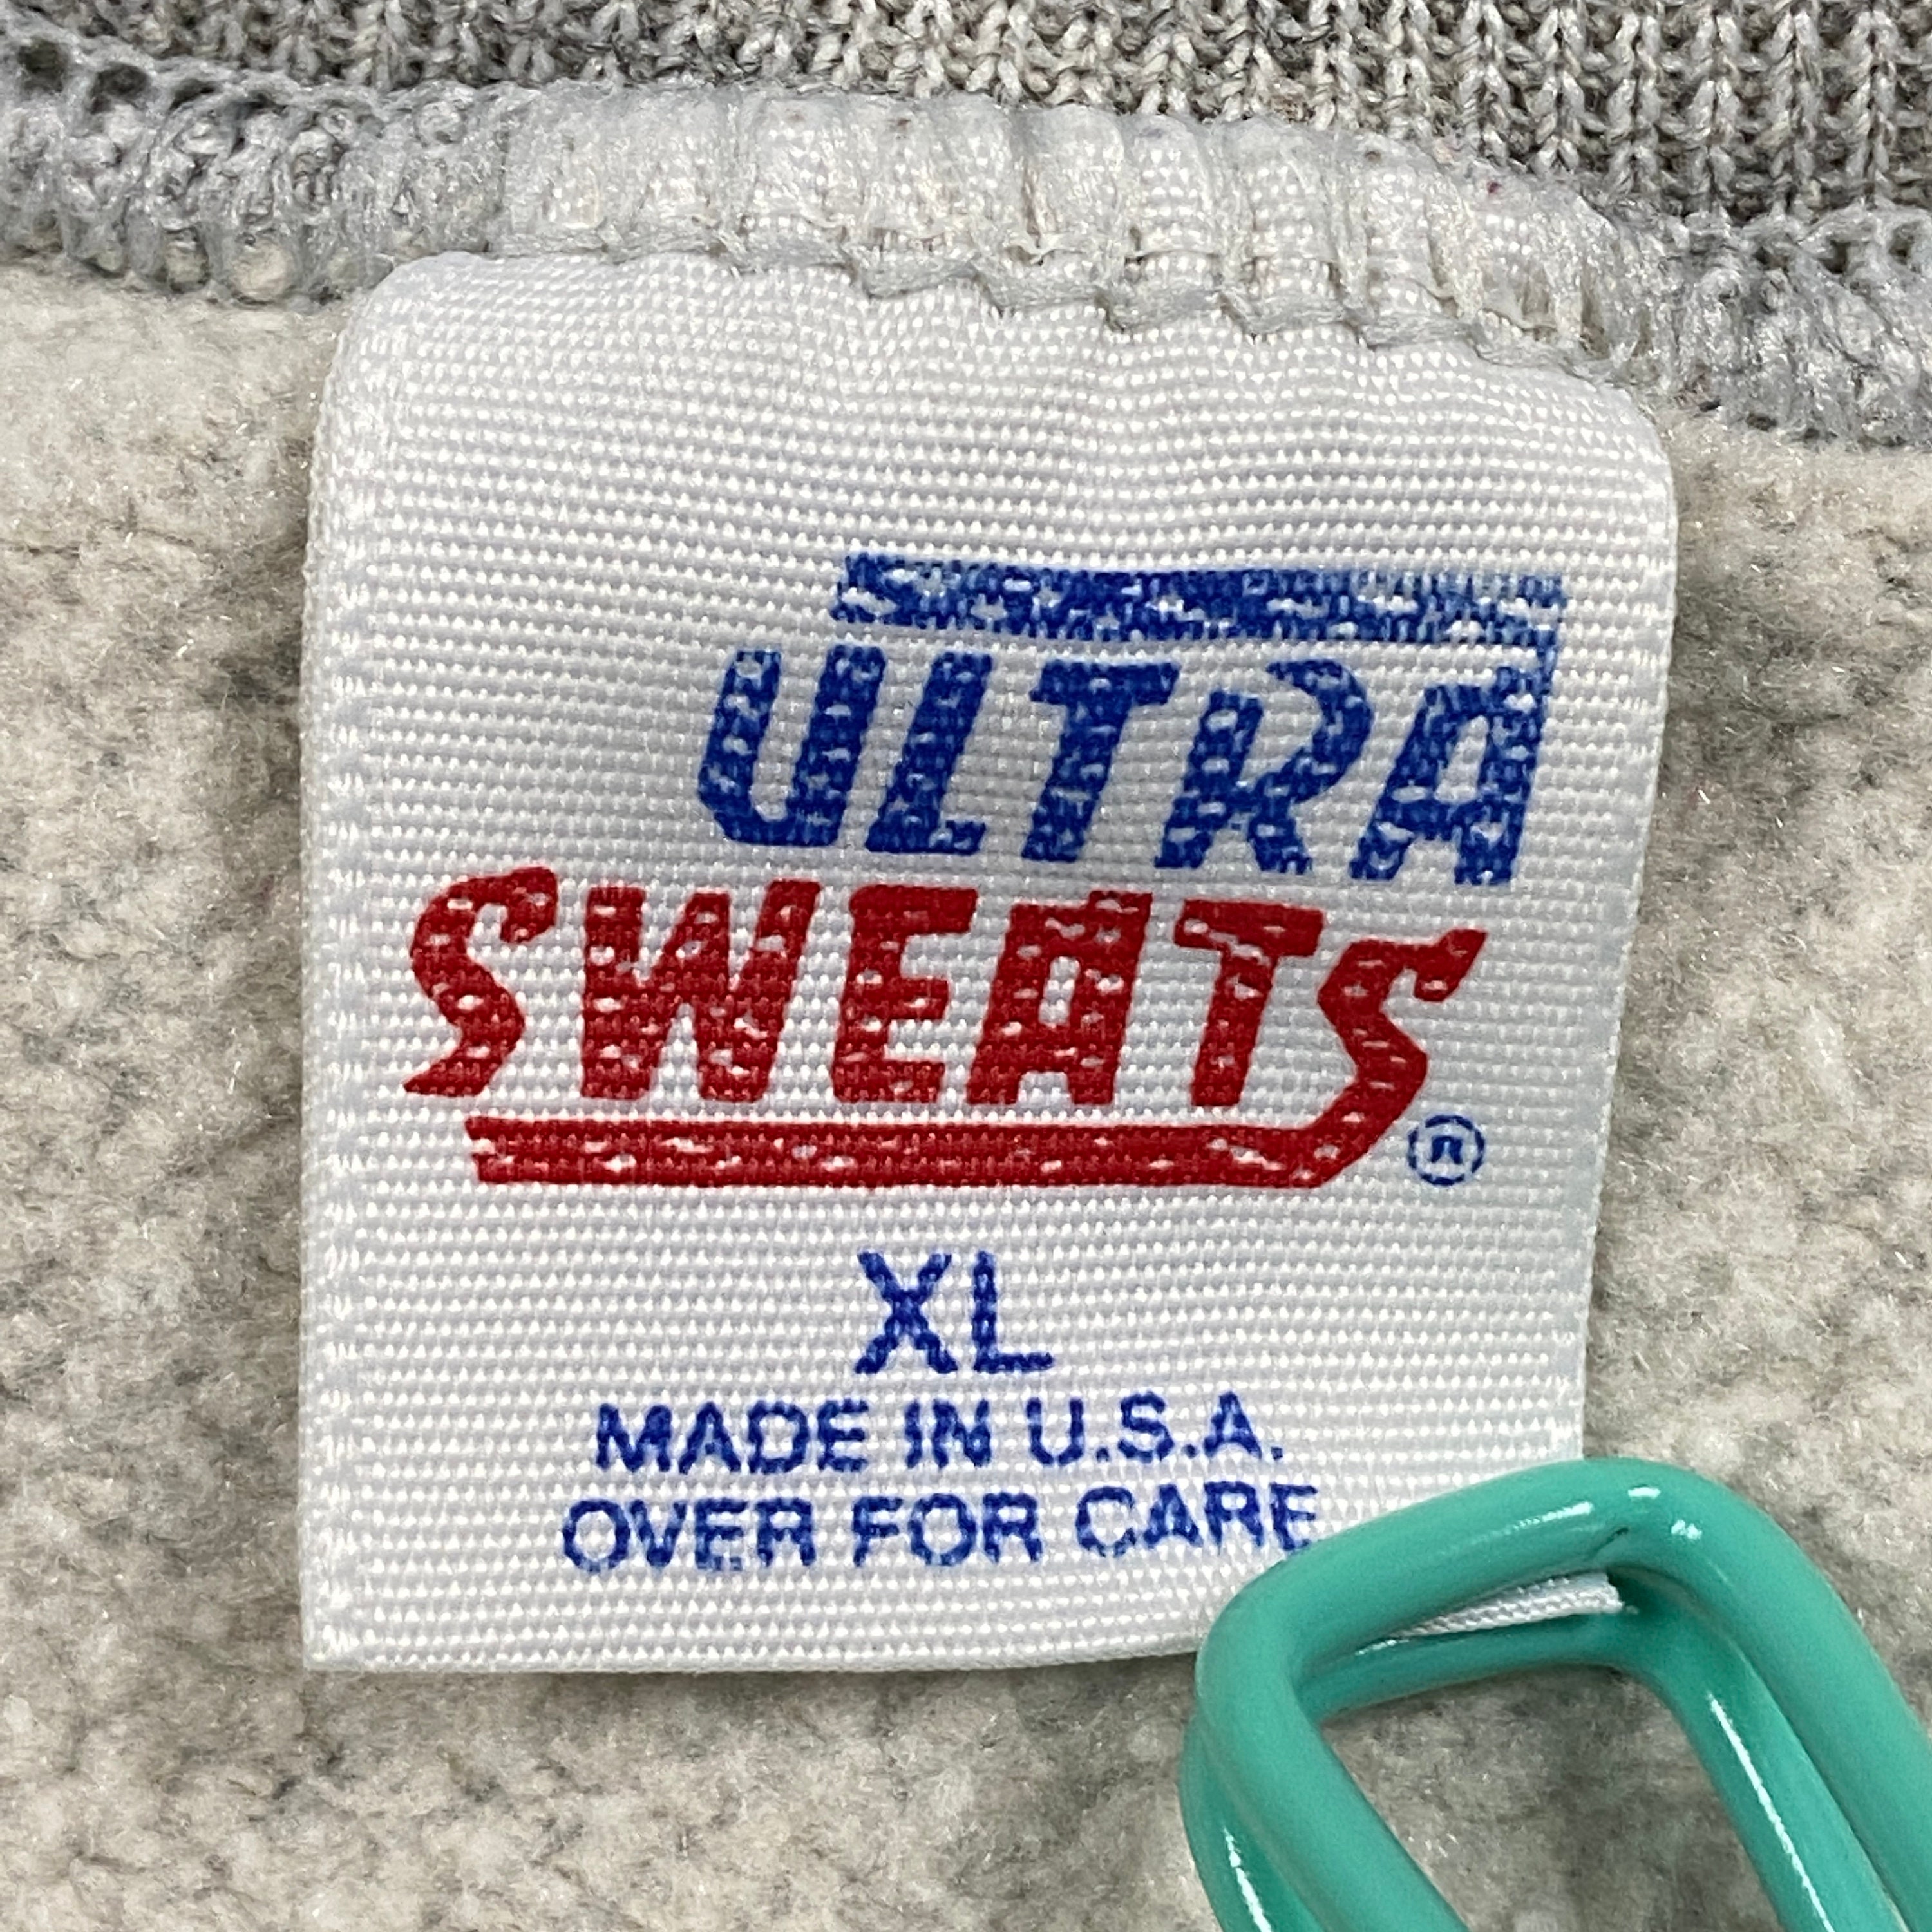 ULTRA
SWEATS®
XL
MADE IN U.S.A.
OVER FOR CARE